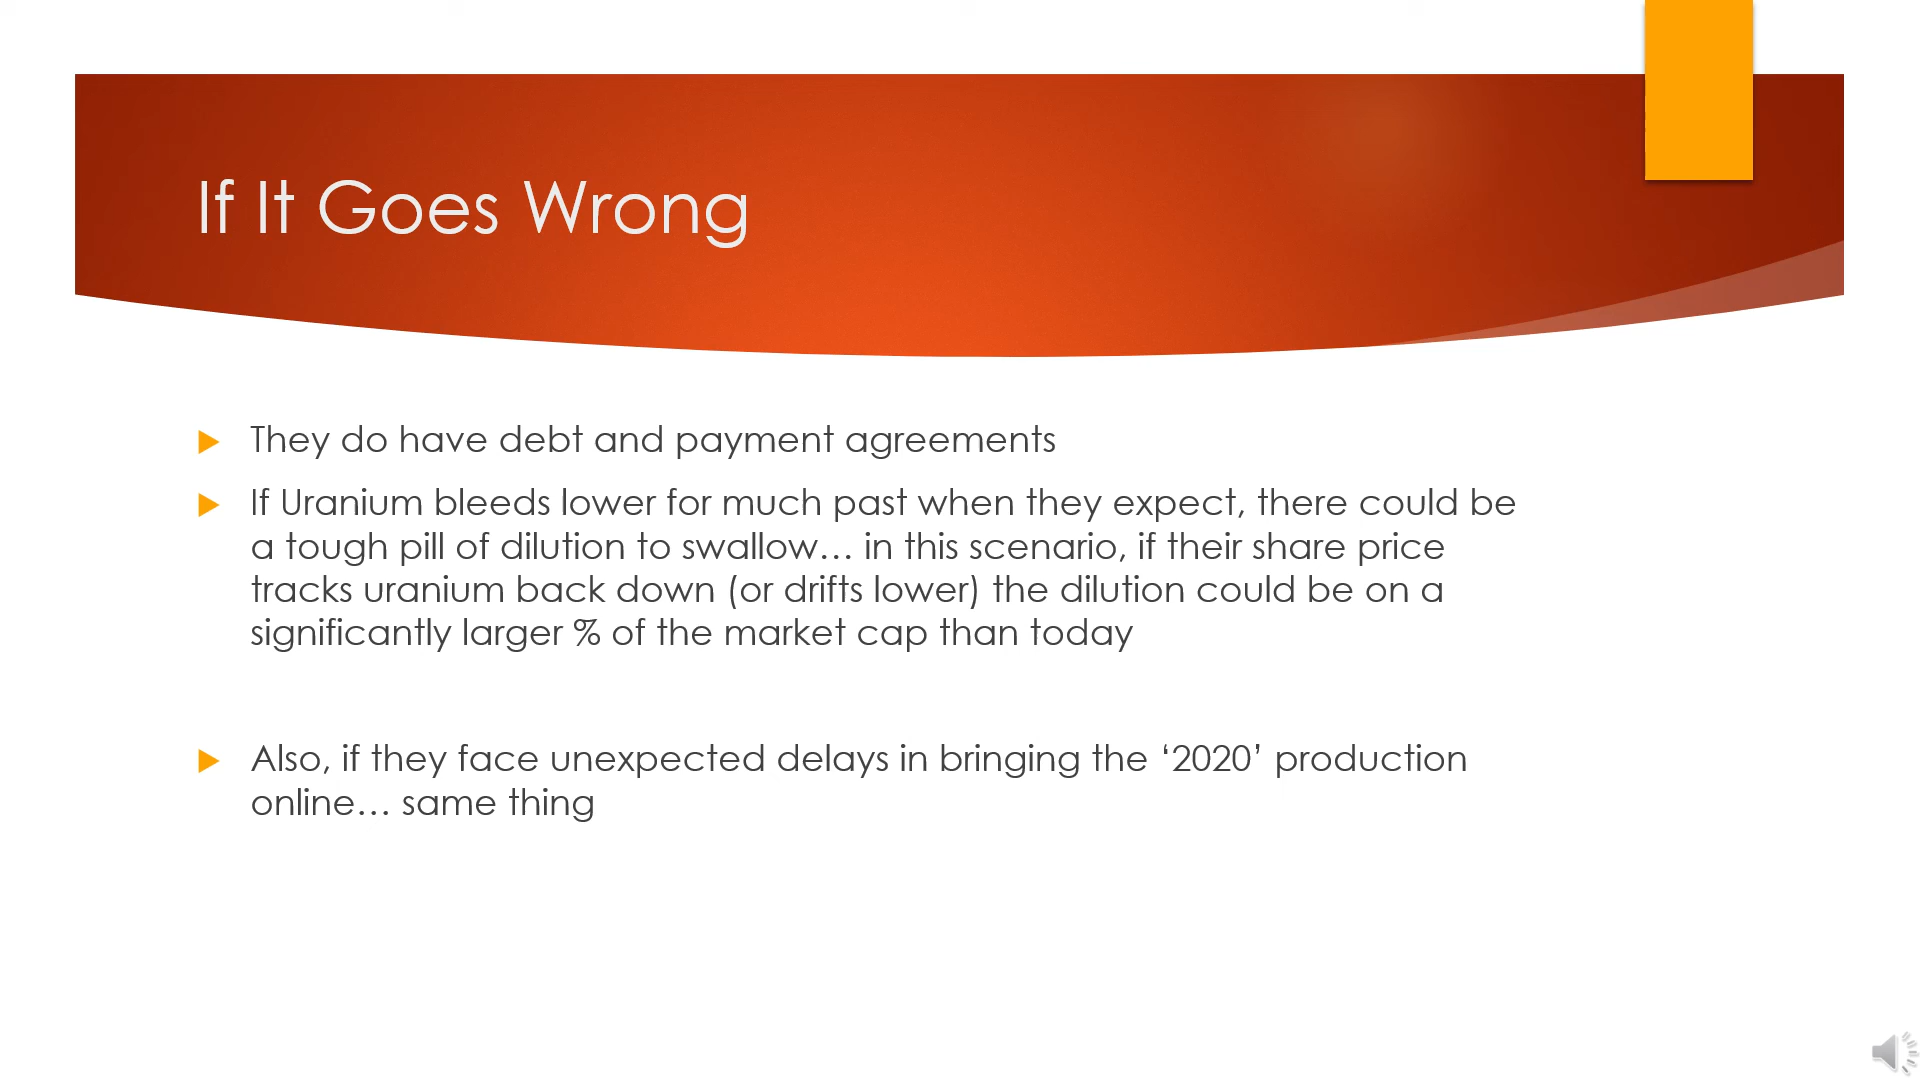 If It Goes Wrong
They do have debt and payment agreements
If Uranium bleeds lower for much past when they expect, there could be
a tough pill of dilution to swallow… in this scenario, if their share price
tracks uranium back down (or drifts lower) the dilution could be on a
significantly larger % of the market cap than today
Also, if they face unexpected delays in bringing the ‘2020’ production
online… same thing